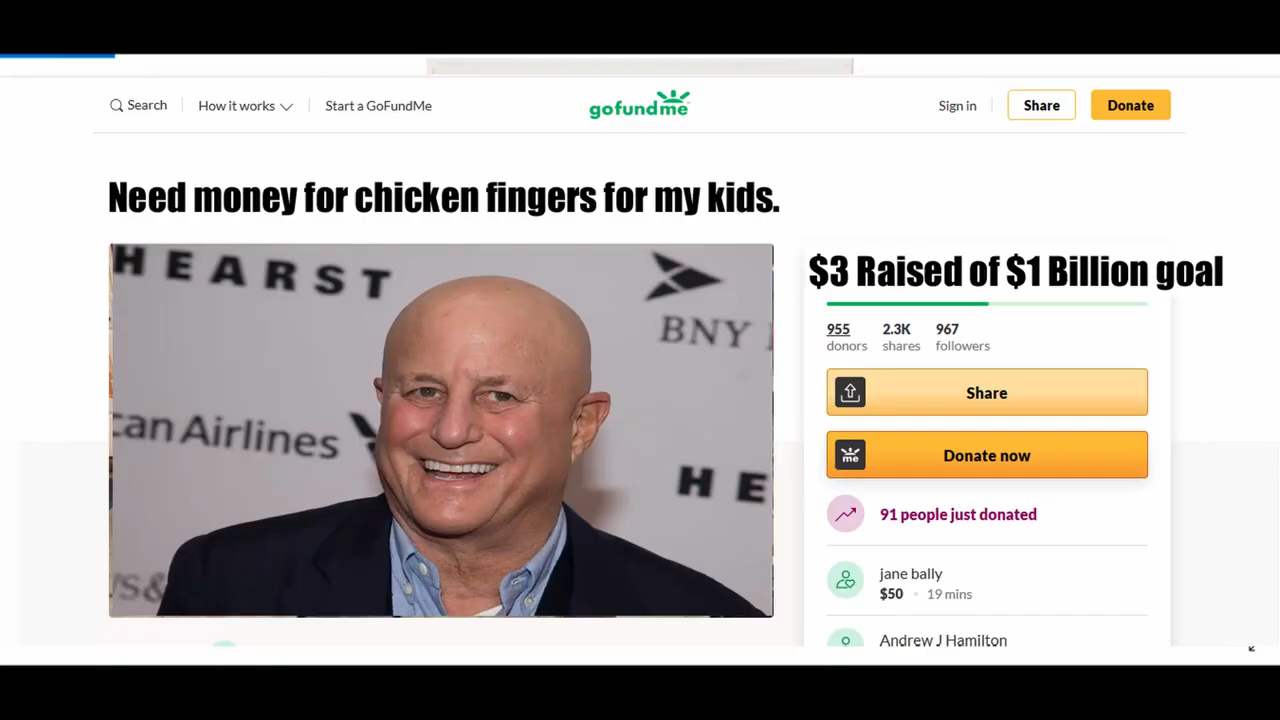 Search
How it works
Start a GoFundMe
gofundme
Sign in
Share
Donate
Need money for chicken fingers for my kids.
HEARST
BNY
can Airlines
HE
$3 Raised of $1 Billion goal
955 2.3K 967
donors shares followers
Share
me Donate now
91 people just donated
jane bally
$50 • 19 mins
Andrew J Hamilton